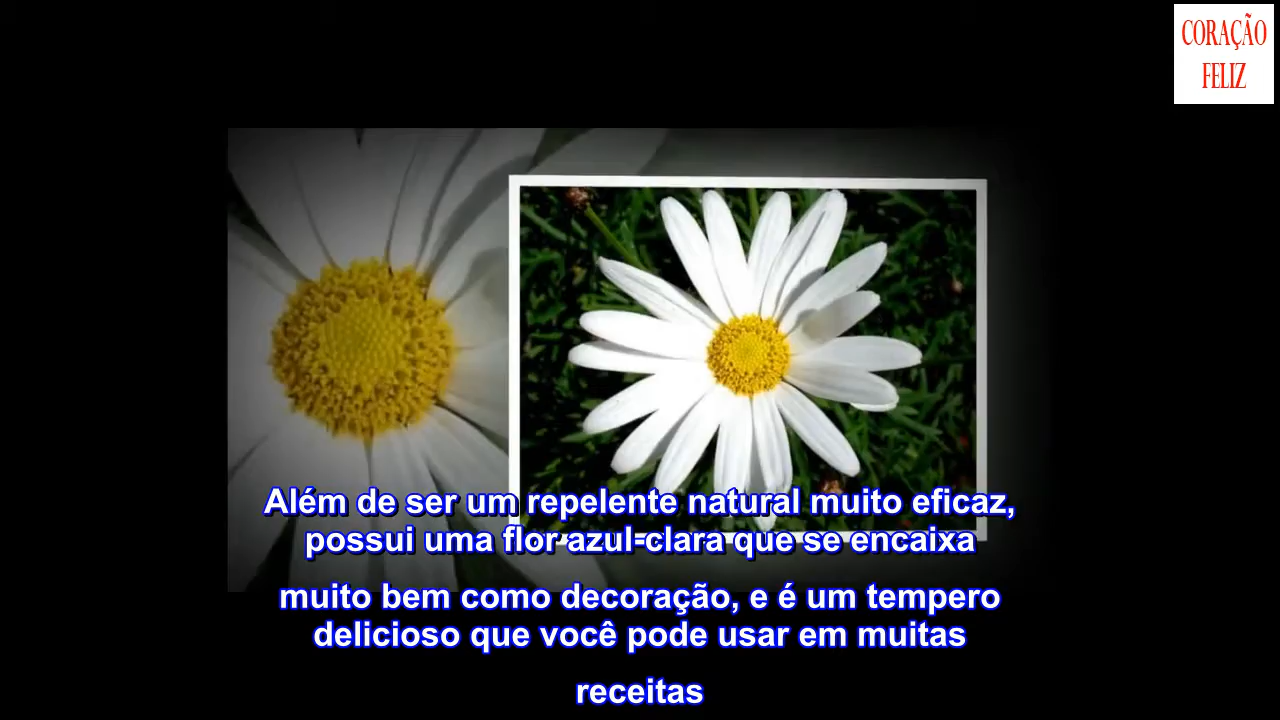 CORAÇÃO
FELIZ
Além de ser um repelente natural muito eficaz,
possui uma flor azul-clara que se encaixa
muito bem como decoração, e é um tempero
delicioso que você pode usar em muitas
receitas